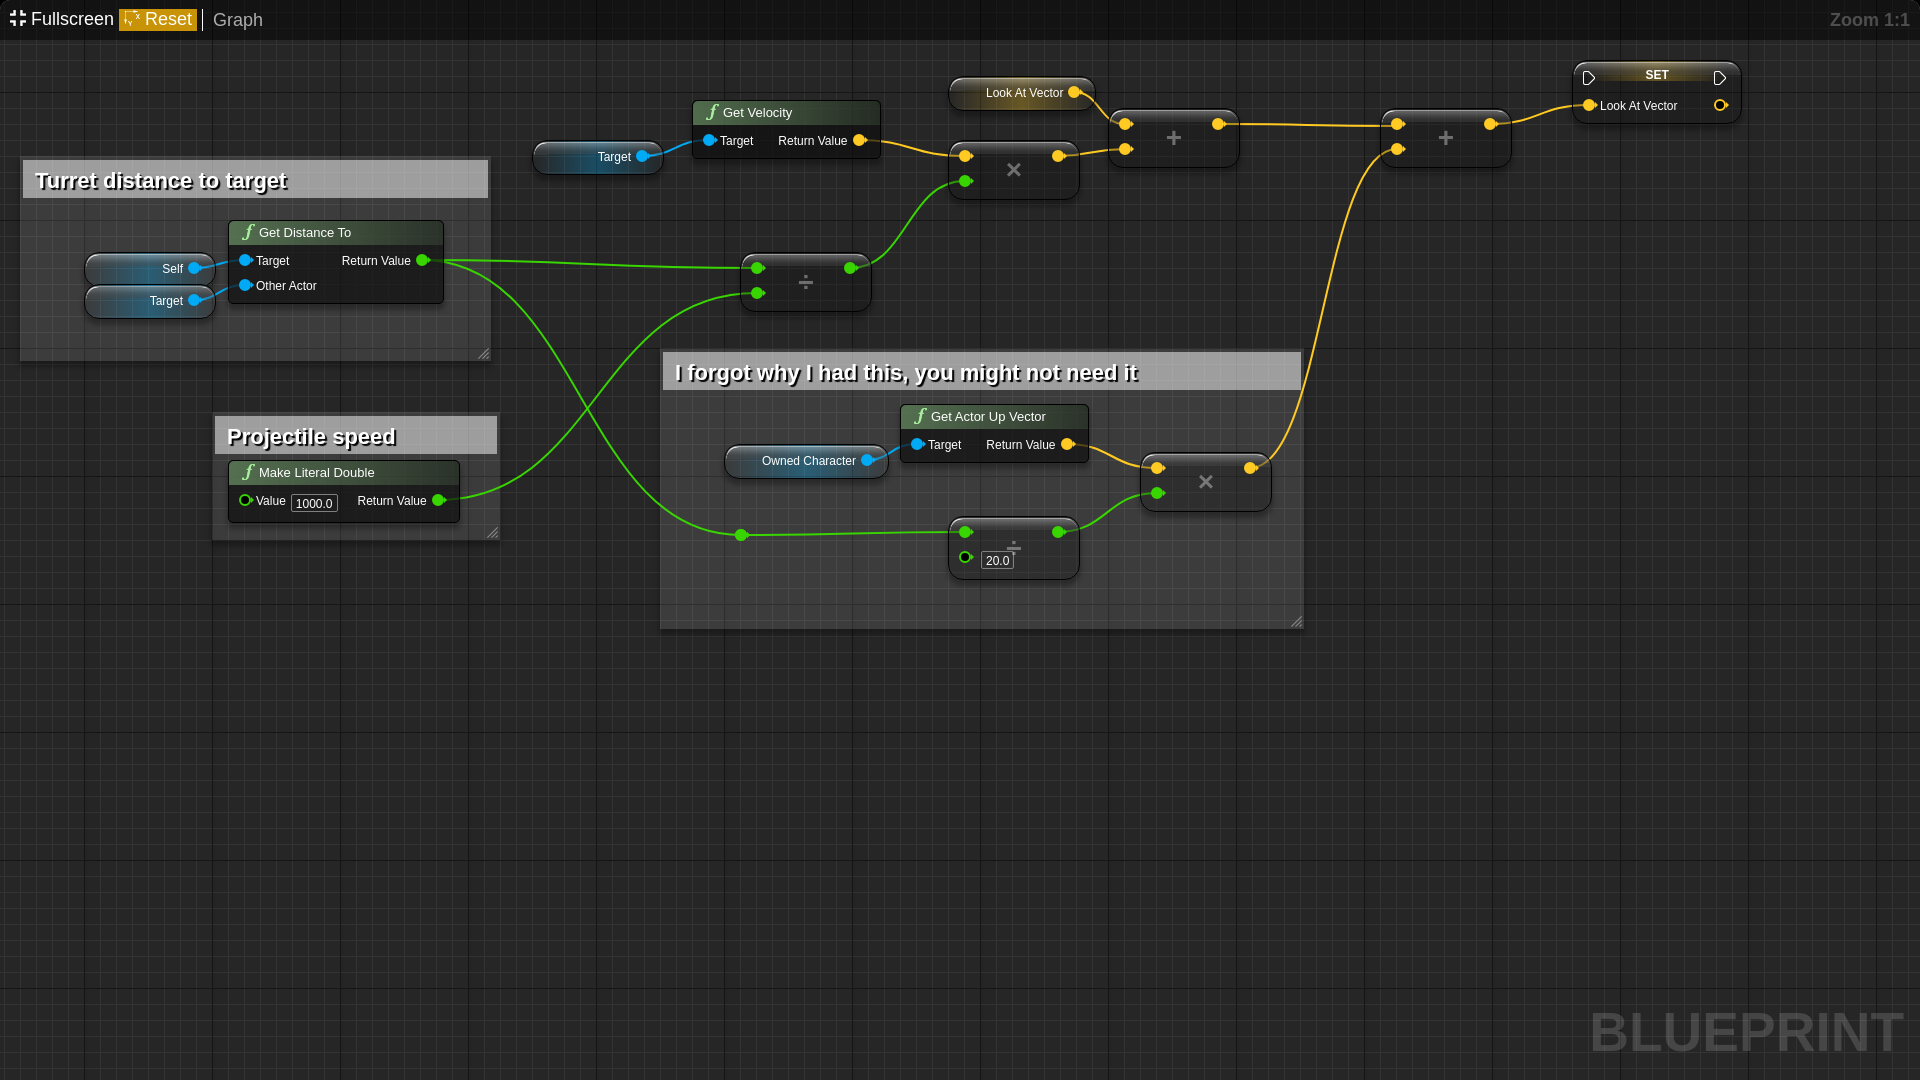 Fullscreen Reset Graph Zoom 1:1
SET
Look At Vector
Look At Vector
Get Velocity
Target Return Value
Target
+
+
×
Turret distance to target
Get Distance To
Self
Target Return Value
Target
Other Actor
÷
I forgot why I had this, you might not need it
Get Actor Up Vector
Owned Character
Target Return Value
×
Projectile speed
Make Literal Double
Value 1000.0 Return Value
÷
20.0
BLUEPRINT